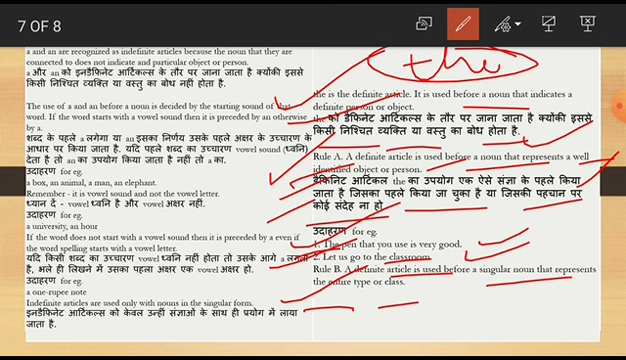 7 OF 8
a and an are recognized as indefinite articles because the noun that they are
connected to does not indicate and particular object or person.
a और an को इनडैफिनेट आर्टिकल्स के तौर पर जाना जाता है क्योंकी इससे
किसी निश्चित व्यक्ति या वस्तु का बोध नहीं होता है.
The use of a and an before a noun is decided by the starting sound of that
word. If the word starts with a vowel sound then it is preceded by an otherwise
by a.
शब्द के पहले a लगेगा या an इसका निर्णय उसके पहले अक्षर के उच्चारण के
आधार पर किया जाता है. यदि पहले शब्द का उच्चारण vowel sound (ध्वनि)
देता है तो an का उपयोग किया जाता है नहीं तो a का.
उदाहरण for eg.
a box, an animal, a man, an elephant.
Remember - it is vowel sound and not the vowel letter.
ध्यान दे - vowel ध्वनि है और vowel अक्षर नहीं.
उदाहरण for eg.
a university, an hour
If the word does not start with a vowel sound then it is preceded by a even if
the word spelling starts with a vowel letter.
यदि किसी शब्द का उच्चारण vowel ध्वनि नहीं होता तो उसके आगे a लगता
है, भले ही लिखने में उसका पहला अक्षर एक vowel अक्षर हो.
उदाहरण for eg.
a one-rupee note
Indefinite articles are used only with nouns in the singular form.
इनडैफिनेट आर्टिकल्स को केवल उन्हीं संज्ञाओं के साथ ही प्रयोग में लाया
जाता है.
the
the is the definite article. It is used before a noun that indicates a
definite person or object.
the को डैफिनेट आर्टिकल्स के तौर पर जाना जाता है क्योंकी इससे
किसी निश्चित व्यक्ति या वस्तु का बोध होता है.
Rule A. A definite article is used before a noun that represents a well
identified object or person.
डैफिनिट आर्टिकल the का उपयोग एक ऐसे संज्ञा के पहले किया
जाता है जिसका पहले किया जा चुका है या जिसकी पहचान पर
कोई संदेह ना हो
उदाहरण for eg.
1. The pen that you use is very good.
2. Let us go to the classroom.
Rule B. A definite article is used before a singular noun that represents
the entire type or class.